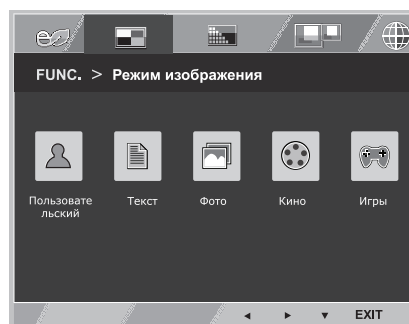 FUNC. > Режим изображения
Пользовате
льский
Текст
Фото
Кино
Игры
EXIT